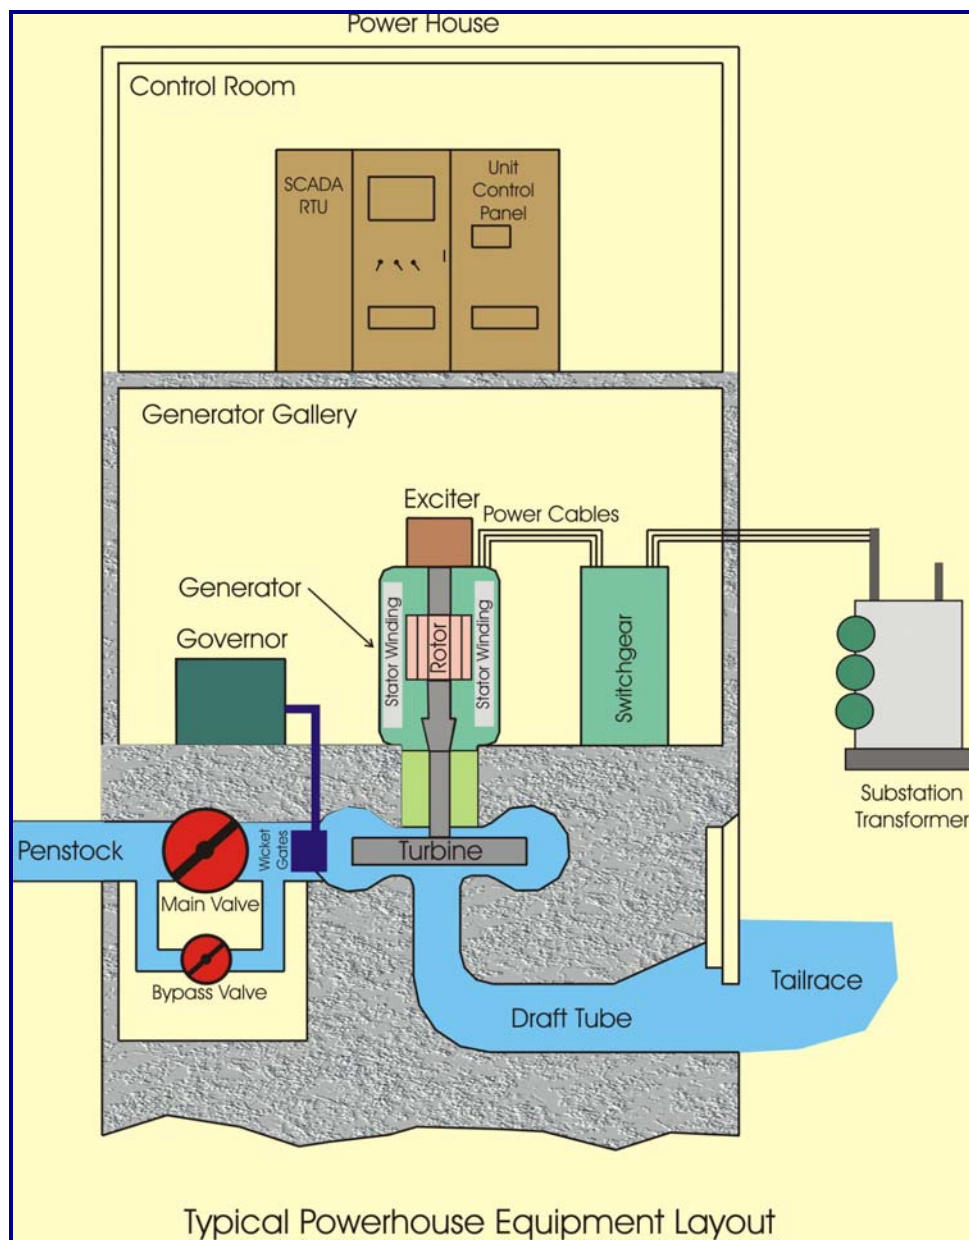 Power House
Control Room
SCADA
RTU
Unit
Control
Panel
Generator Gallery
Exciter
Power Cables
Generator
Governor
Stator Winding
Rotor
Stator Winding
Switchgear
Substation
Transformer
Penstock
Wicket
Gates
Turbine
Main Valve
Bypass Valve
Draft Tube
Tailrace
Typical Powerhouse Equipment Layout